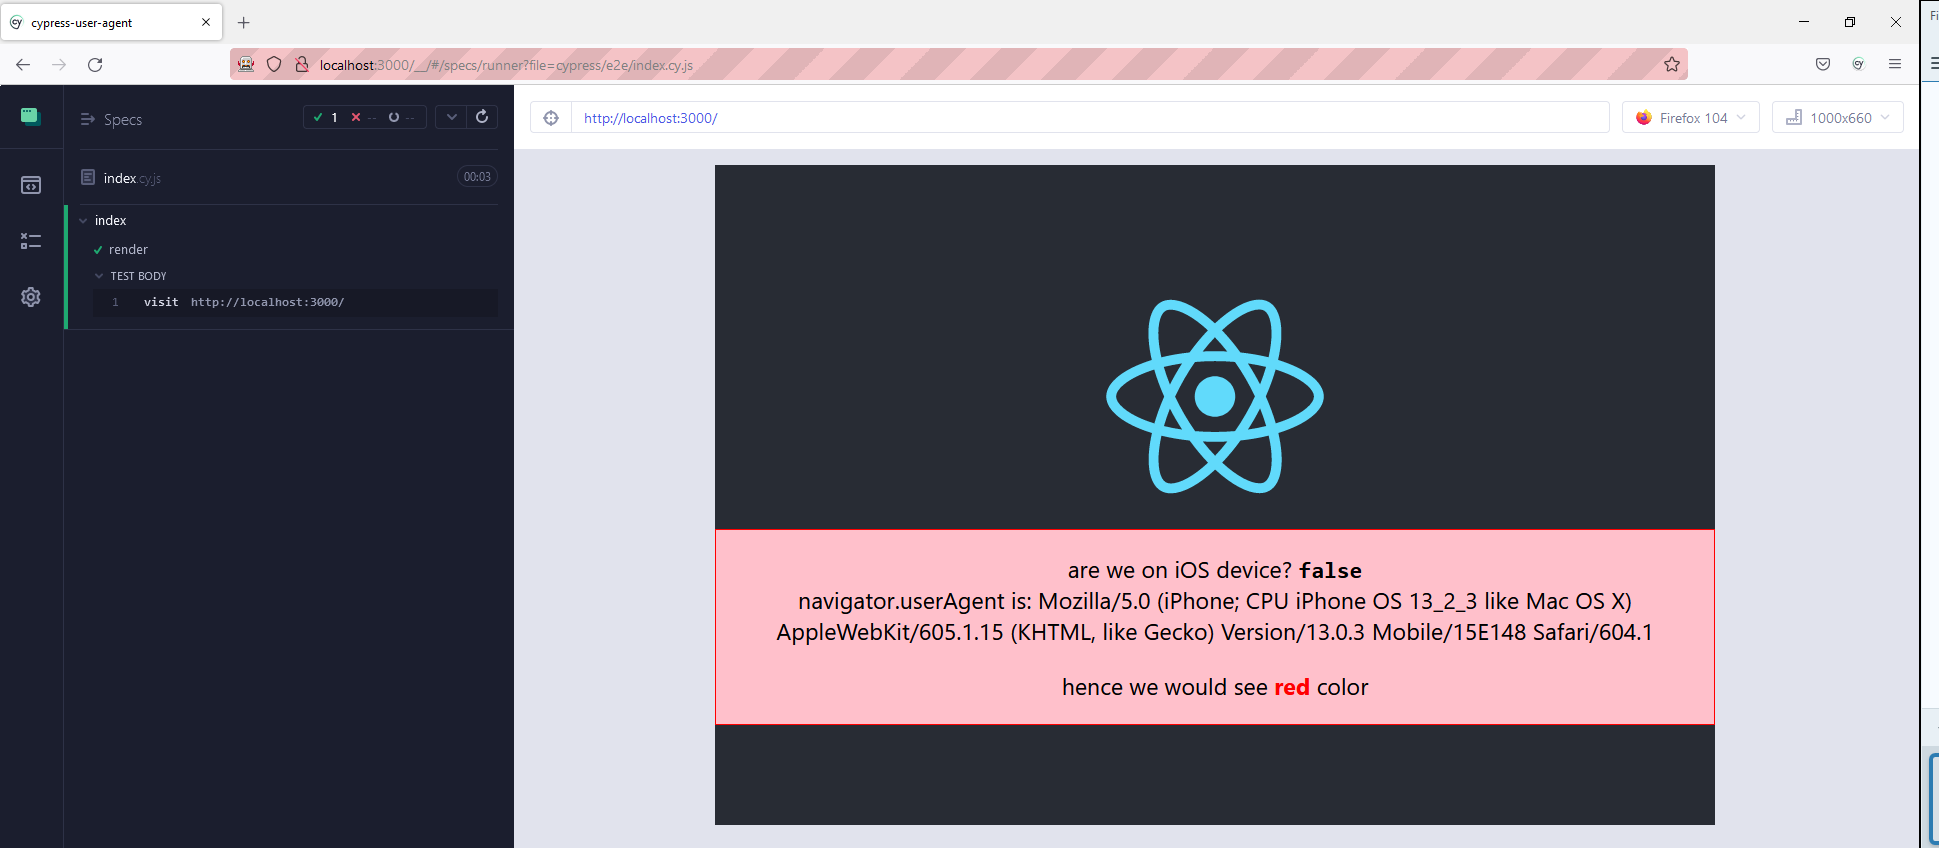 cypress-user-agent
localhost:3000/__/#/specs/runner?file=cypress/e2e/index.cy.js
Specs
1 -- --
index.cy.js
00:03
index
render
TEST BODY
1 visit http://localhost:3000/
http://localhost:3000/
Firefox 104
1000x660
are we on iOS device? false
navigator.userAgent is: Mozilla/5.0 (iPhone; CPU iPhone OS 13_2_3 like Mac OS X)
AppleWebKit/605.1.15 (KHTML, like Gecko) Version/13.0.3 Mobile/15E148 Safari/604.1
hence we would see red color